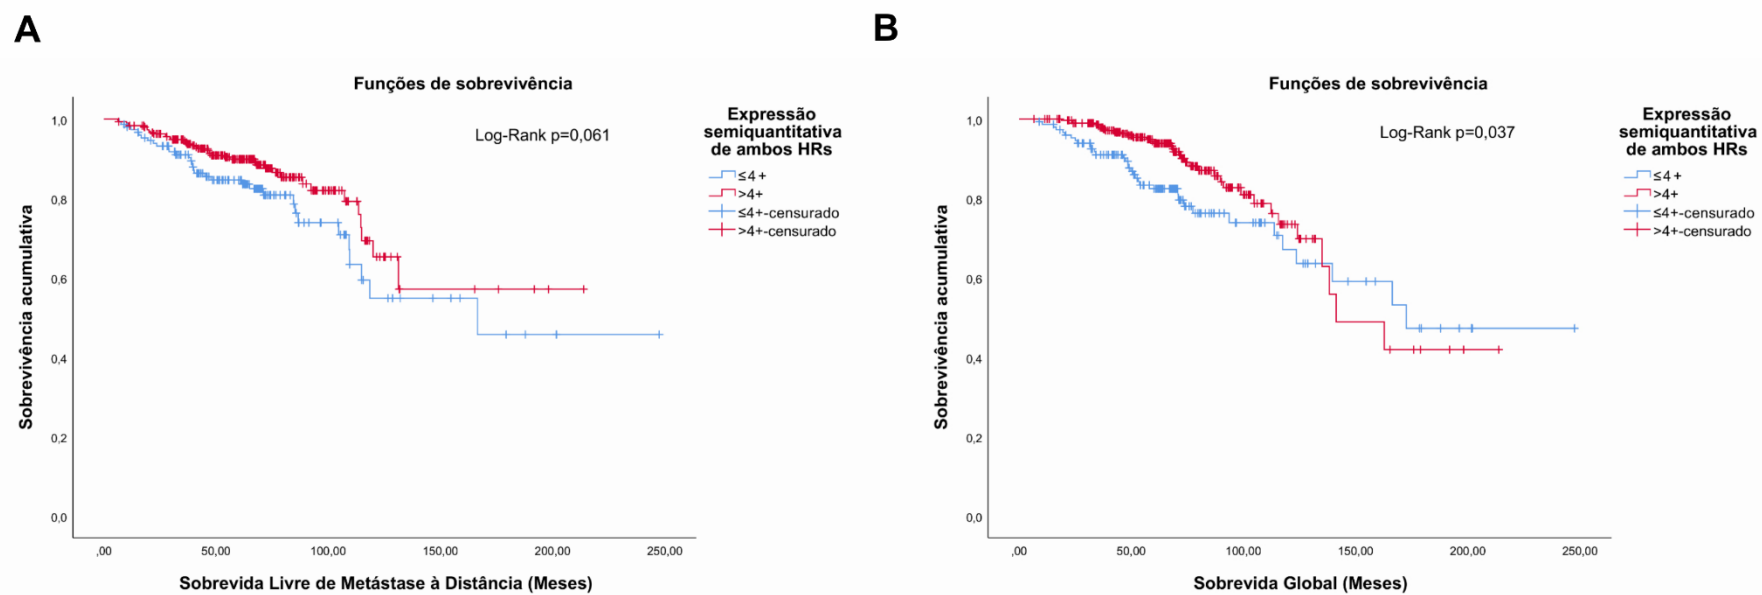 A
Funções de sobrevivência
Log-Rank p=0,061
Expressão
semiquantitativa
de ambos HRs
≤4 +
>4+
≤4+-censurado
>4+-censurado
Sobrevivência acumulativa
1,0
0,8
0,6
0,4
0,2
0,0
,00 50,00 100,00 150,00 200,00 250,00
Sobrevida Livre de Metástase à Distância (Meses)
B
Funções de sobrevivência
Log-Rank p=0,037
Expressão
semiquantitativa
de ambos HRs
≤4 +
>4+
≤4+-censurado
>4+-censurado
Sobrevivência acumulativa
1,0
0,8
0,6
0,4
0,2
0,0
,00 50,00 100,00 150,00 200,00 250,00
Sobrevida Global (Meses)